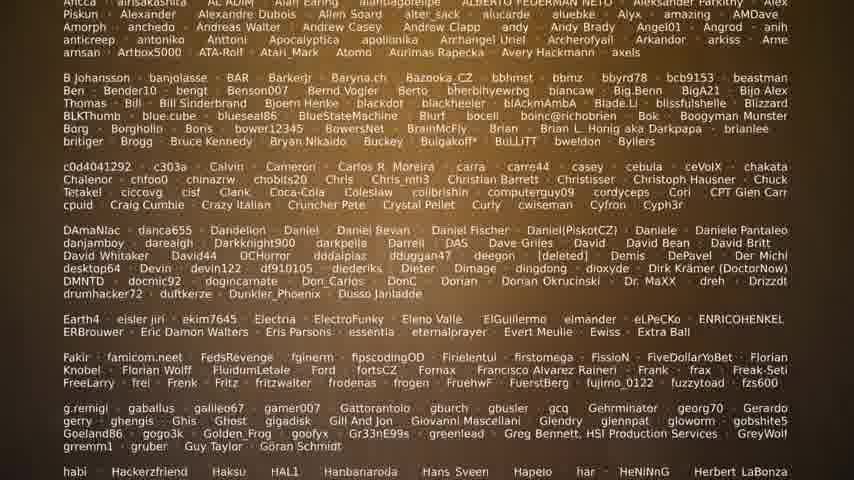 Antca · airisakashita · AL ADIM · Alan Earing · alantiagorelipe · ALBERTO FEDERMAN NETO · Aleksander Parkitny · Alex
Piskun · Alexander · Alexandre Dubois · Allen Soard · alter_sack · alucarde · aluebke · Alyx · amazing · AMDave
Amorph · anchedo · Andreas Walter · Andrew Casey · Andrew Clapp · andy · Andy Brady · Angel01 · Angrod · anih
anticreep · antoniko · Anttoni · Apocalyptica · apolionika · Archangel Uriel · Archerofyall · Arkandor · arkiss · Arne
arnsan · Artbox5000 · ATA-Rolf · Atari_Mark · Atomo · Aurimas Rapecka · Avery Hackmann · axels
B Johansson · banjolasse · BAR · BarkerJr · Baryna.ch · Bazooka_CZ · bbhmst · bbmz · bbyrd78 · bcb9153 · beastman
Ben · Bender10 · bengt · Benson007 · Bernd_Vogler · Berto · bherbihyewrbg · biancaw · Big.Benn · BigA21 · Bijo Alex
Thomas · Bill · Bill Sinderbrand · Bjoern Henke · blackdot · blackheeler · blAckAmbA · Blade.Li · blissfulshelle · Blizzard
BLKThumb · blue.cube · blueseal86 · BlueStateMachine · Blurf · bocell · boinc@richobrien · Bok · Boogyman Munster
Borg · Borgholio · Boris · bower12345 · BowersNet · BrainMcFly · Brian · Brian L. Honig aka Darkpapa · brianlee
britiger · Brogg · Bruce Kennedy · Bryan Nikaido · Buckey · Bulgakoff* · BuLLiTT · bweldon · Byllers
c0d4041292 · c303a · Calvin · Cameron · Carlos R. Moreira · carra · carre44 · casey · cebula · ceVoIX · chakata
Chalenor · chfoo0 · chinazrw · chobits20 · Chris · Chris_mh3 · Christian Barrett · Christisser · Christoph Hausner · Chuck
Tetakel · ciccovg · cisf · Clank · Coca-Cola · Coleslaw · colibrishin · computerguy09 · cordyceps · Cori · CPT Glen Carr
cpuid · Craig Cumbie · Crazy Italian · Cruncher Pete · Crystal Pellet · Curly · cwiseman · Cyfron · Cyph3r
DAmaNiac · danca655 · Dandelion · Daniel · Daniel Bevan · Daniel Fischer · Daniel(PiskotCZ) · Daniele · Daniele Pantaleo
danjamboy · dareaigh · Darkknight900 · darkpella · Darrell · DAS · Dave Griles · David · David Bean · David Britt
David Whitaker · David44 · DCHorror · dddalpiaz · dduggan47 · deegon · [deleted] · Demis · DePavel · Der Michl
desktop64 · Devin · devin122 · df910105 · diederiks · Dieter · Dimage · dingdong · dioxyde · Dirk Krämer (DoctorNow)
DMNTD · docmic92 · dogincarnate · Don_Carlos · DonC · Dorian · Dorian Okrucinski · Dr. MaXX · dreh · Drizzdt
drumhacker72 · duftkerze · Dunkler_Phoenix · Dusso Janladde
Earth4 · eisler jiri · ekim7645 · Electria · ElectroFunky · Eleno Valle · ElGuillermo · elmander · eLPeCKo · ENRICOHENKEL
ERBrouwer · Eric Damon Walters · Eris Parsons · essentia · eternalprayer · Evert Meulie · Ewiss · Extra Ball
Fakir · famicom.neet · FedsRevenge · fginerm · fipscodingOD · Firielentul · firstomega · FissioN · FiveDollarYoBet · Florian
Knobel · Florian Wolff · FluidumLetale · Ford · fortsCZ · Fornax · Francisco Alvarez Raineri · Frank · frax · Freak-Seti
FreeLarry · frei · Frenk · Fritz · fritzwalter · frodenas · frogen · FruehwF · FuerstBerg · fujimo_0122 · fuzzytoad · fzs600
g.remigi · gaballus · galileo67 · gamer007 · Gattorantolo · gburch · gbusler · gcq · Gehrminator · georg70 · Gerardo
gerry · ghengis · Ghis · Ghost · gigadisk · Gill And Jon · Giovanni Mascellani · Glendry · glennpat · gloworm · gobshite5
Goeland86 · gogo3k · Golden_Frog · goofyx · Gr33nE99s · greenlead · Greg Bennett, HSI Production Services · GreyWolf
grremm1 · gruber · Guy Taylor · Göran Schmidt
habi · Hackerzfriend · Haksu · HAL1 · Hanbanaroda · Hans Sveen · Hapeio · har · HeNiNnG · Herbert LaBonza